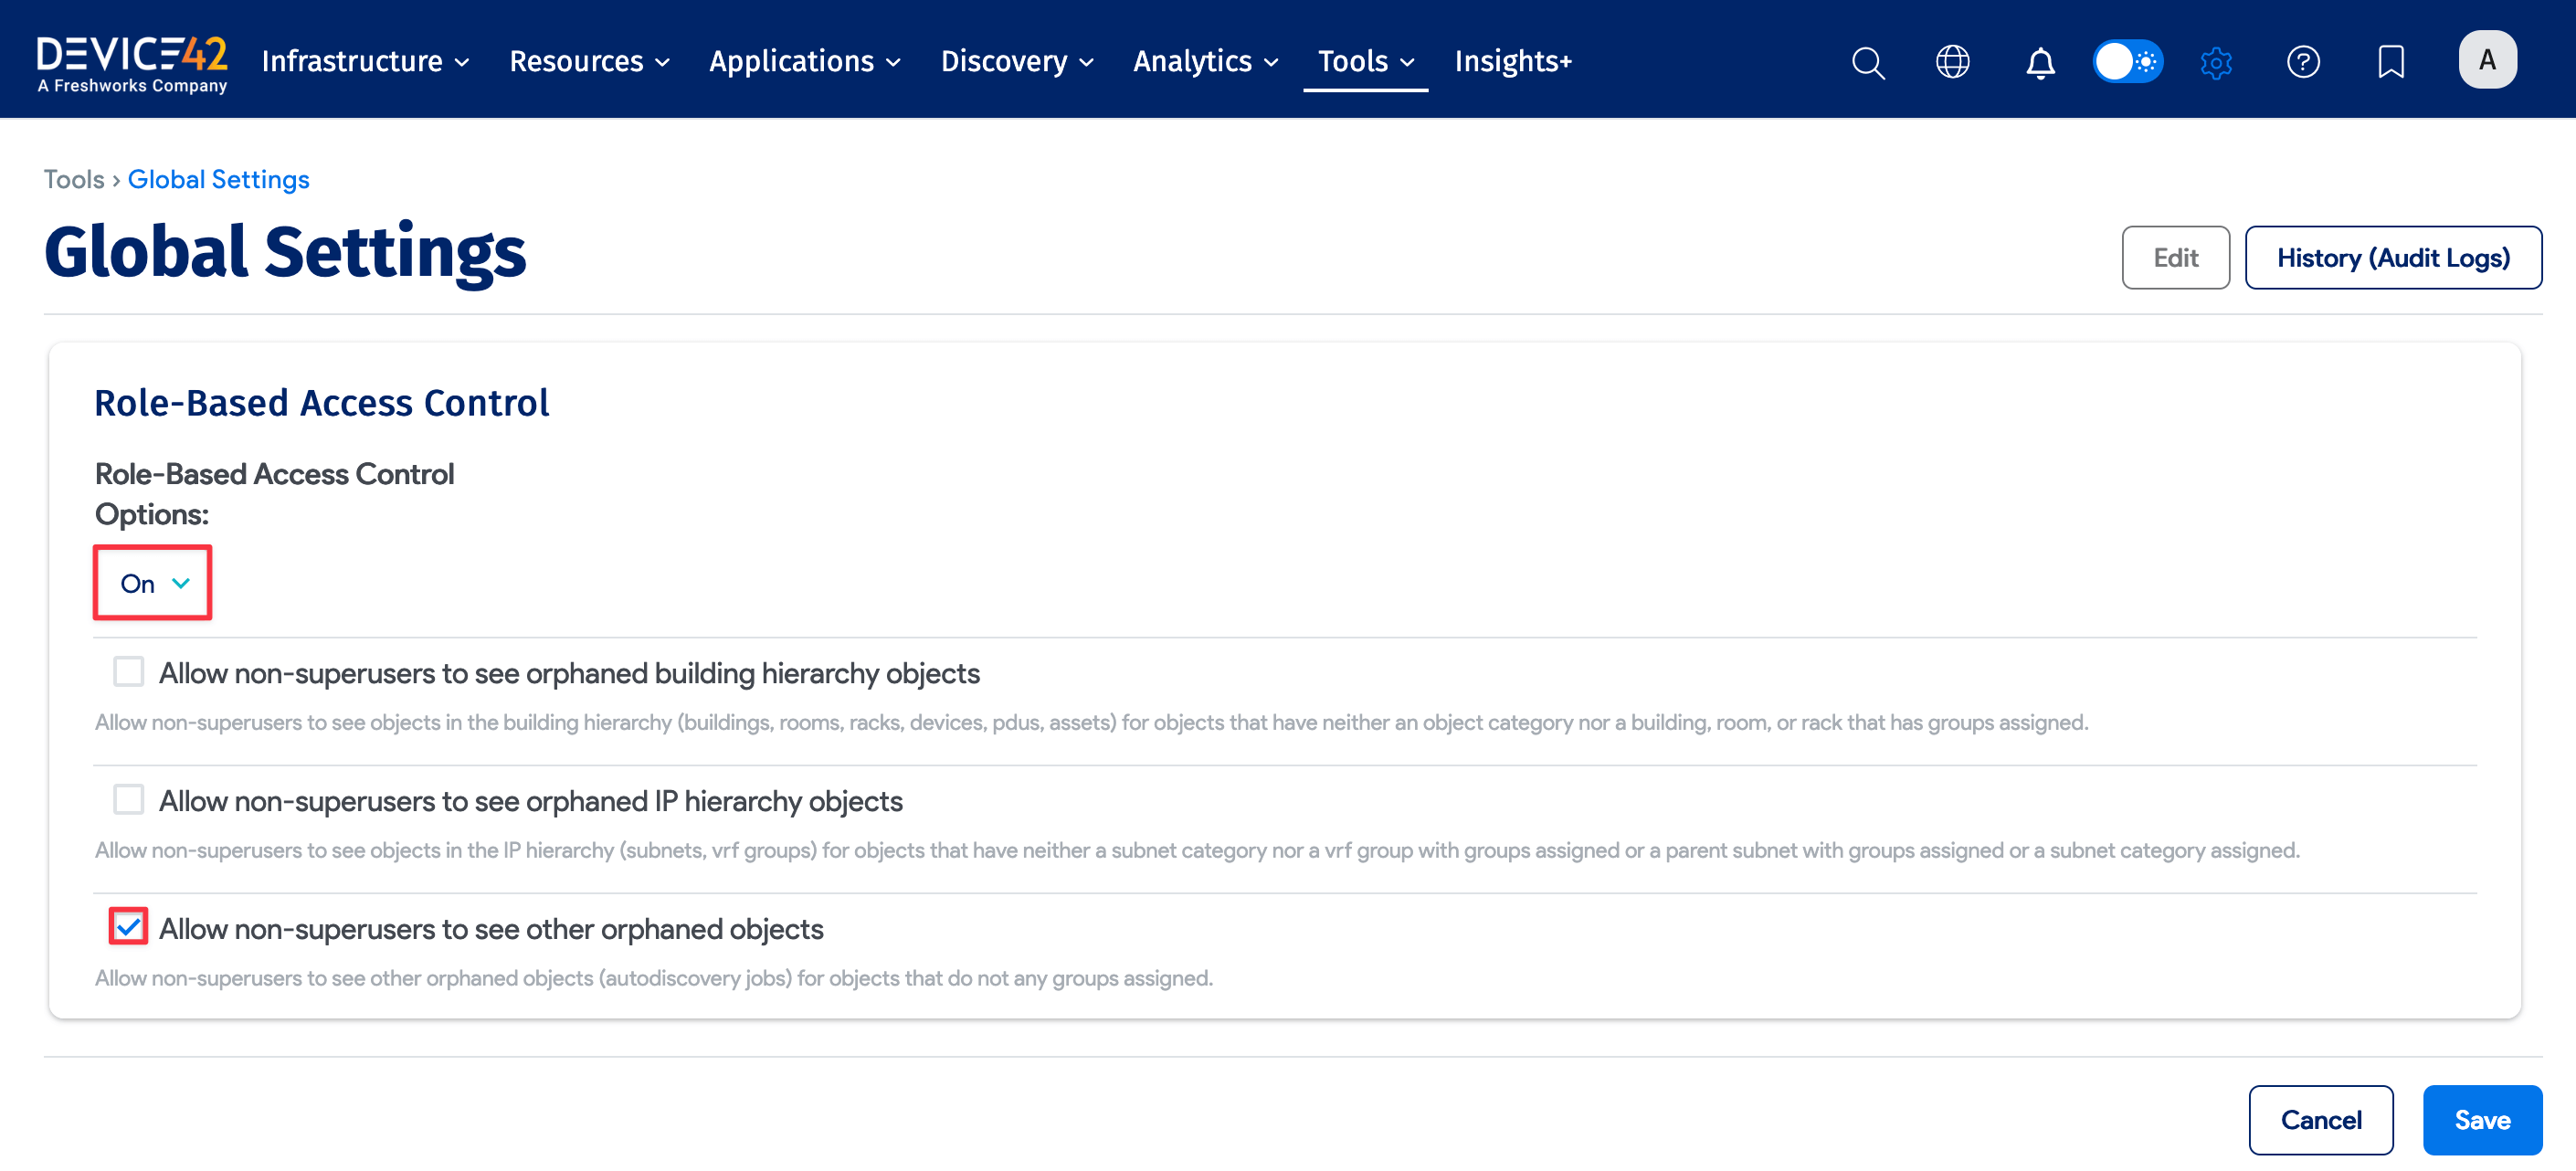 DEVICE42
A Freshworks Company
Infrastructure
Resources
Applications
Discovery
Analytics
Tools
Insights+
A
Tools › Global Settings
Global Settings
Edit
History (Audit Logs)
Role-Based Access Control
Role-Based Access Control
Options:
On
Allow non-superusers to see orphaned building hierarchy objects
Allow non-superusers to see objects in the building hierarchy (buildings, rooms, racks, devices, pdus, assets) for objects that have neither an object category nor a building, room, or rack that has groups assigned.
Allow non-superusers to see orphaned IP hierarchy objects
Allow non-superusers to see objects in the IP hierarchy (subnets, vrf groups) for objects that have neither a subnet category nor a vrf group with groups assigned or a parent subnet with groups assigned or a subnet category assigned.
Allow non-superusers to see other orphaned objects
Allow non-superusers to see other orphaned objects (autodiscovery jobs) for objects that do not any groups assigned.
Cancel
Save